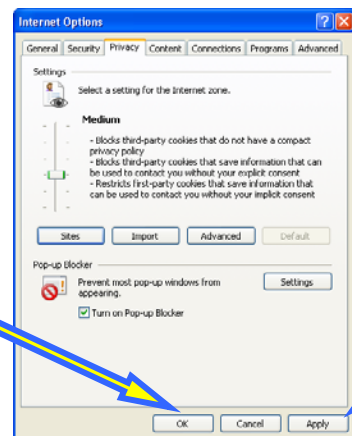 Internet Options
General Security Privacy Content Connections Programs Advanced
Settings
Select a setting for the Internet zone.
Medium
- Blocks third-party cookies that do not have a compact
privacy policy
- Blocks third-party cookies that save information that can
be used to contact you without your explicit consent
- Restricts first-party cookies that save information that
can be used to contact you without your implicit consent
Sites Import Advanced Default
Pop-up Blocker
Prevent most pop-up windows from
appearing.
Settings
Turn on Pop-up Blocker
OK Cancel Apply